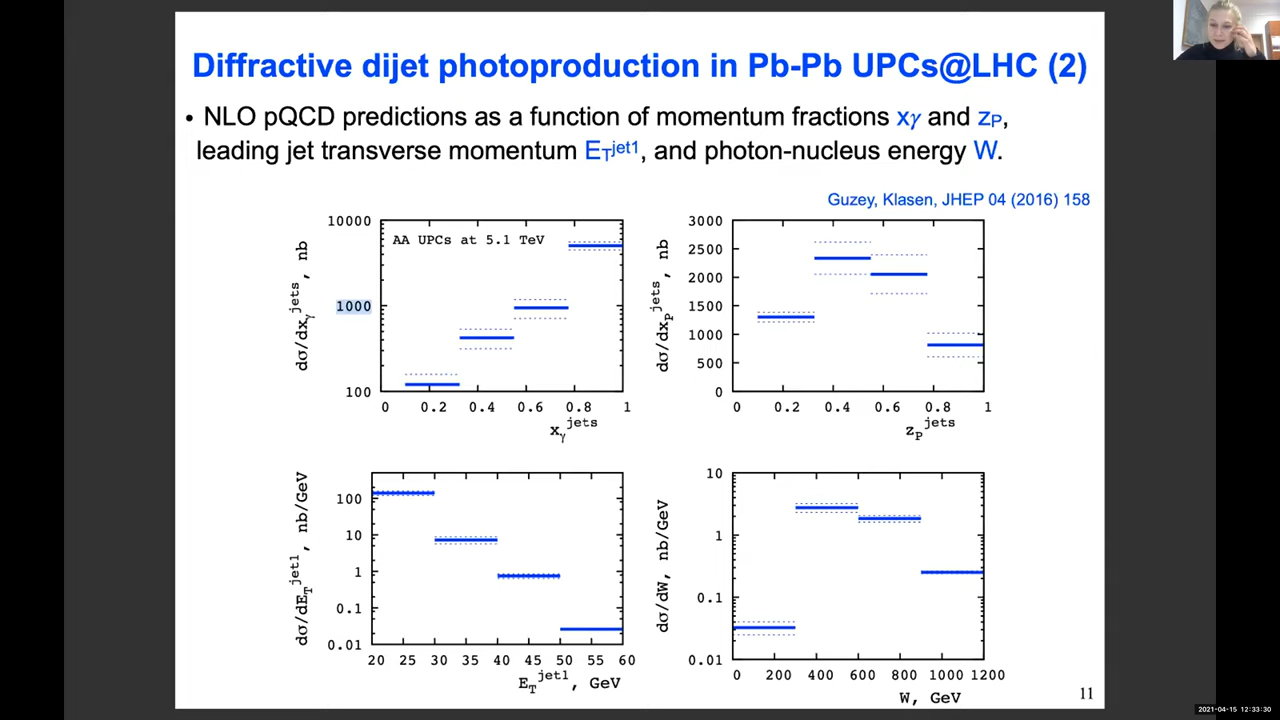 Diffractive dijet photoproduction in Pb-Pb UPCs@LHC (2)
• NLO pQCD predictions as a function of momentum fractions xγ and zP,
leading jet transverse momentum ETjet1, and photon-nucleus energy W.
Guzey, Klasen, JHEP 04 (2016) 158
dσ/dxγjets, nb
10000
1000
100
AA UPCs at 5.1 TeV
0 0.2 0.4 0.6 0.8 1
xγjets
dσ/dxPjets, nb
3000
2500
2000
1500
1000
500
0
0 0.2 0.4 0.6 0.8 1
zPjets
dσ/dETjet1, nb/GeV
100
10
1
0.1
0.01
20 25 30 35 40 45 50 55 60
ETjet1, GeV
dσ/dW, nb/GeV
10
1
0.1
0.01
0 200 400 600 800 1000 1200
W, GeV
11
2021-04-15 12:33:30